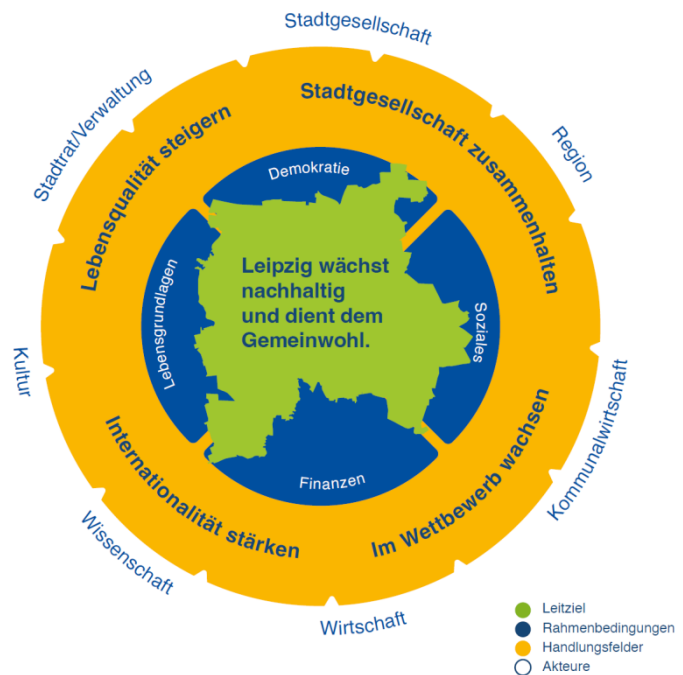 Stadtgesellschaft
Stadtrat/Verwaltung
Region
Kultur
Kommunalwirtschaft
Wissenschaft
Wirtschaft
Lebensqualität steigern
Stadtgesellschaft zusammenhalten
Internationalität stärken
Im Wettbewerb wachsen
Demokratie
Lebensgrundlagen
Soziales
Finanzen
Leipzig wächst
nachhaltig
und dient dem
Gemeinwohl.
Leitziel
Rahmenbedingungen
Handlungsfelder
Akteure